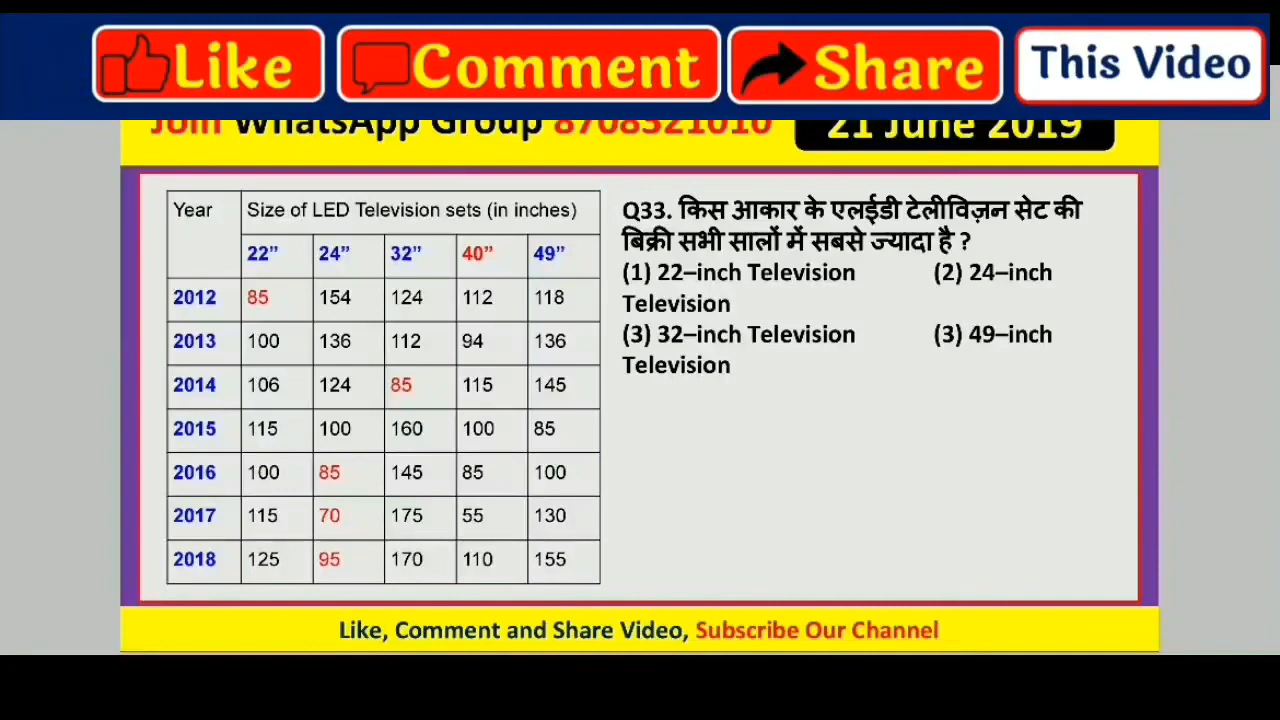 Like Comment Share This Video
Join WhatsApp Group 8708321010 21 June 2019
Year Size of LED Television sets (in inches)
22” 24” 32” 40” 49”
2012 85 154 124 112 118
2013 100 136 112 94 136
2014 106 124 85 115 145
2015 115 100 160 100 85
2016 100 85 145 85 100
2017 115 70 175 55 130
2018 125 95 170 110 155
Q33. किस आकार के एलईडी टेलीविज़न सेट की
बिक्री सभी सालों में सबसे ज्यादा है ?
(1) 22–inch Television (2) 24–inch
Television
(3) 32–inch Television (3) 49–inch
Television
Like, Comment and Share Video, Subscribe Our Channel